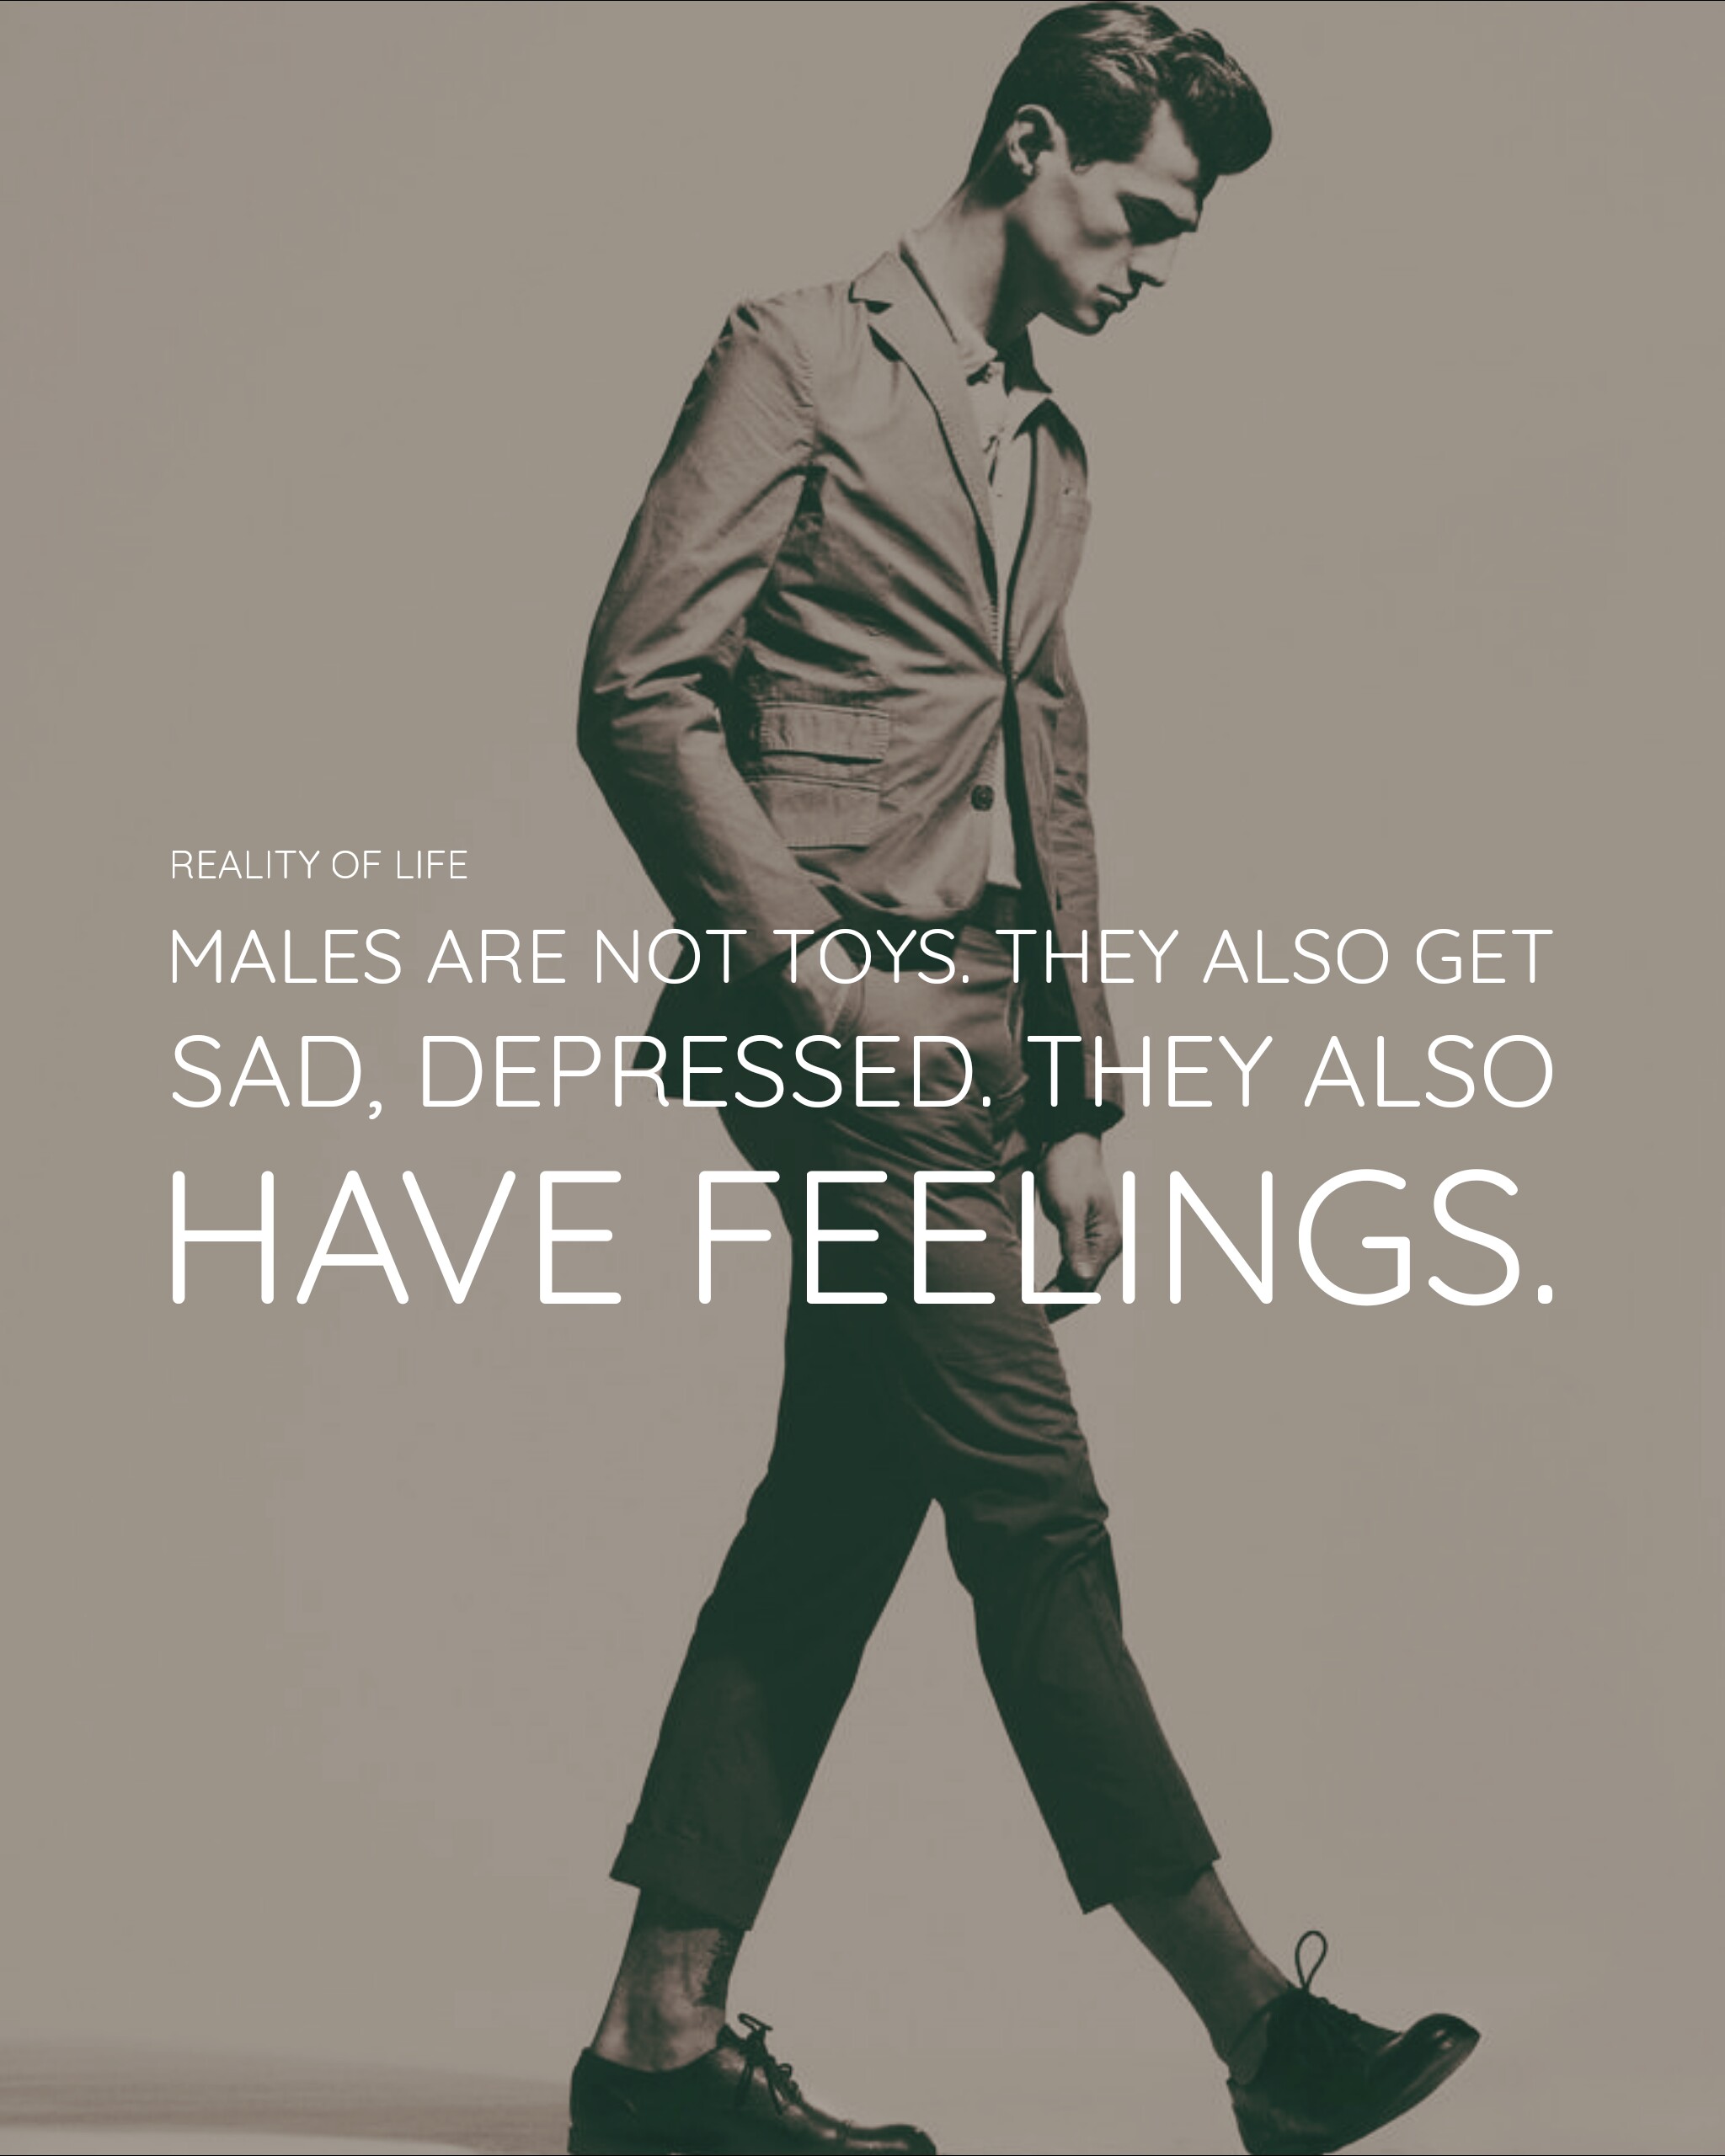 REALITY OF LIFE
MALES ARE NOT TOYS. THEY ALSO GET
SAD, DEPRESSED. THEY ALSO
HAVE FEELINGS.